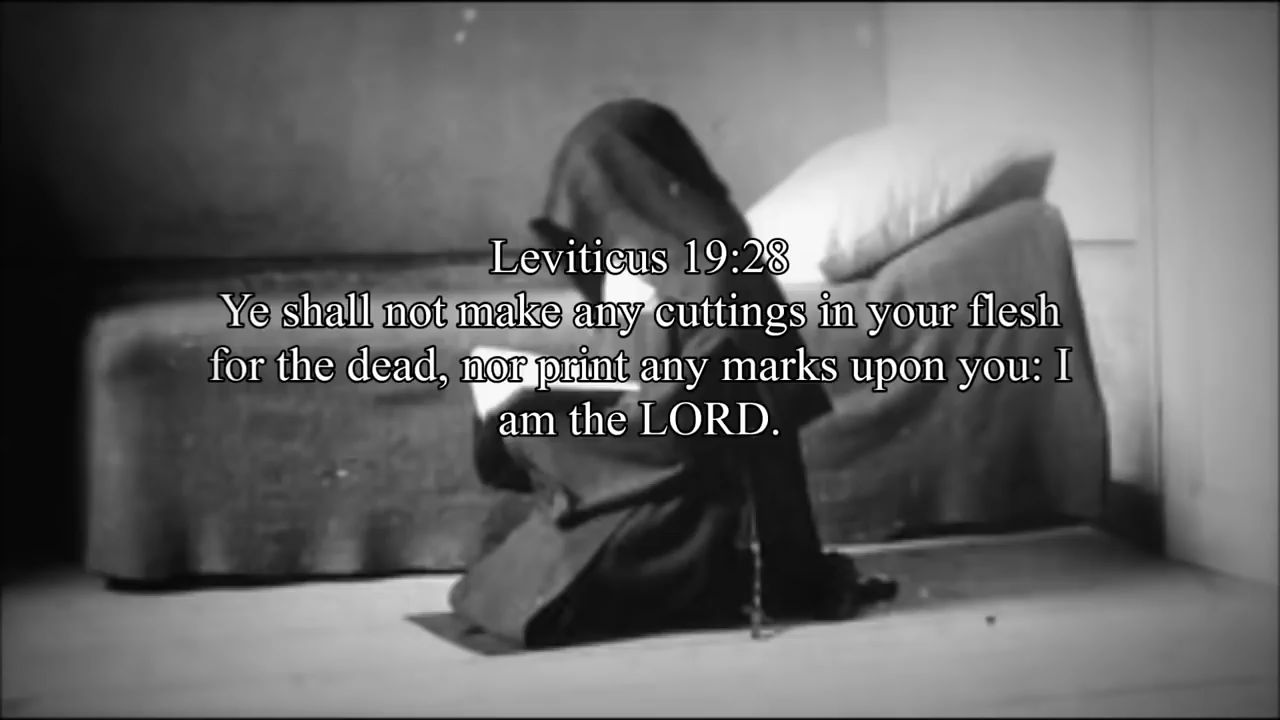 Leviticus 19:28
Ye shall not make any cuttings in your flesh
for the dead, nor print any marks upon you: I
am the LORD.